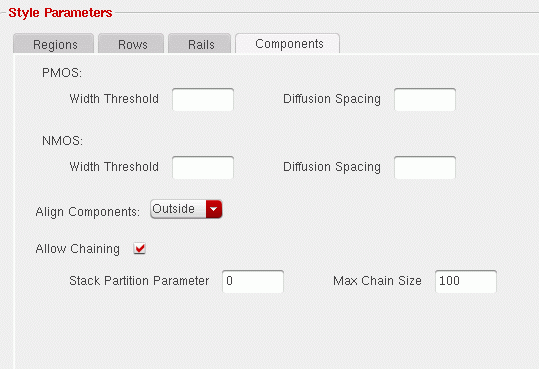 Style Parameters
Regions Rows Rails Components
PMOS:
Width Threshold Diffusion Spacing
NMOS:
Width Threshold Diffusion Spacing
Align Components: Outside
Allow Chaining
Stack Partition Parameter 0 Max Chain Size 100